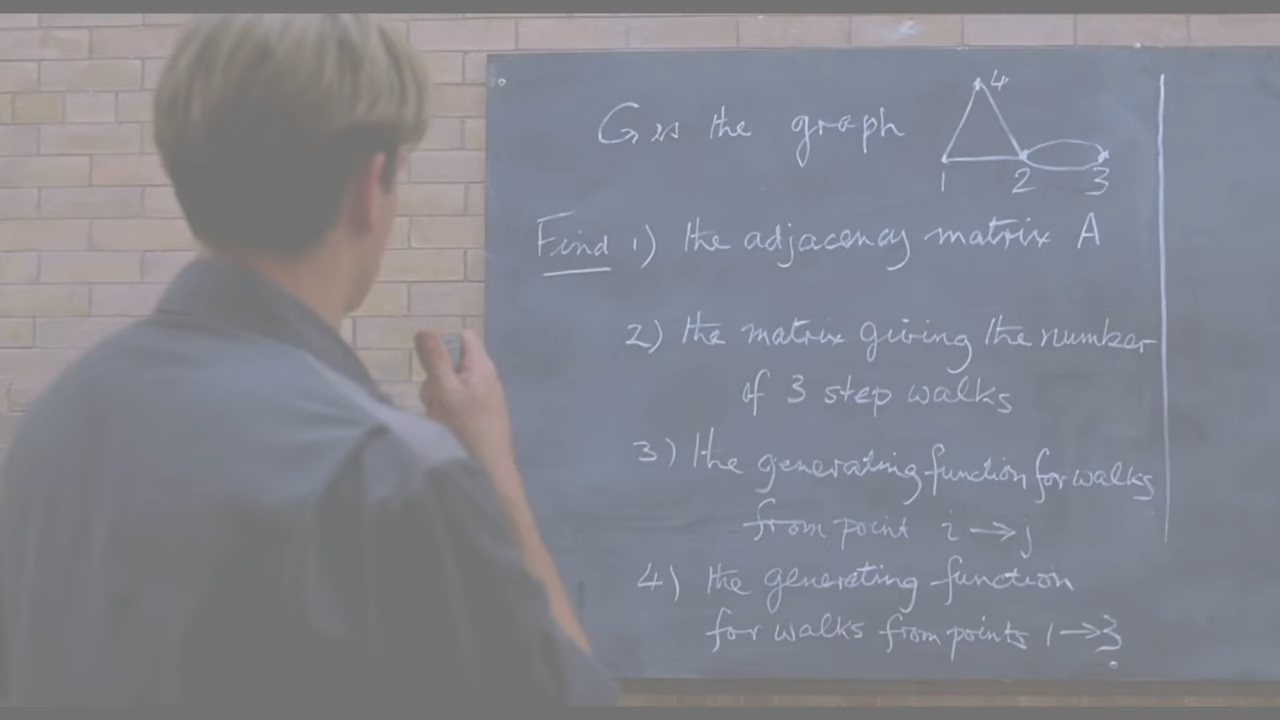 G is the graph
4
1 2 3
Find 1) the adjacency matrix A
2) the matrix giving the number
of 3 step walks
3) the generating function for walks
from point i → j
4) the generating function
for walks from points 1 → 3